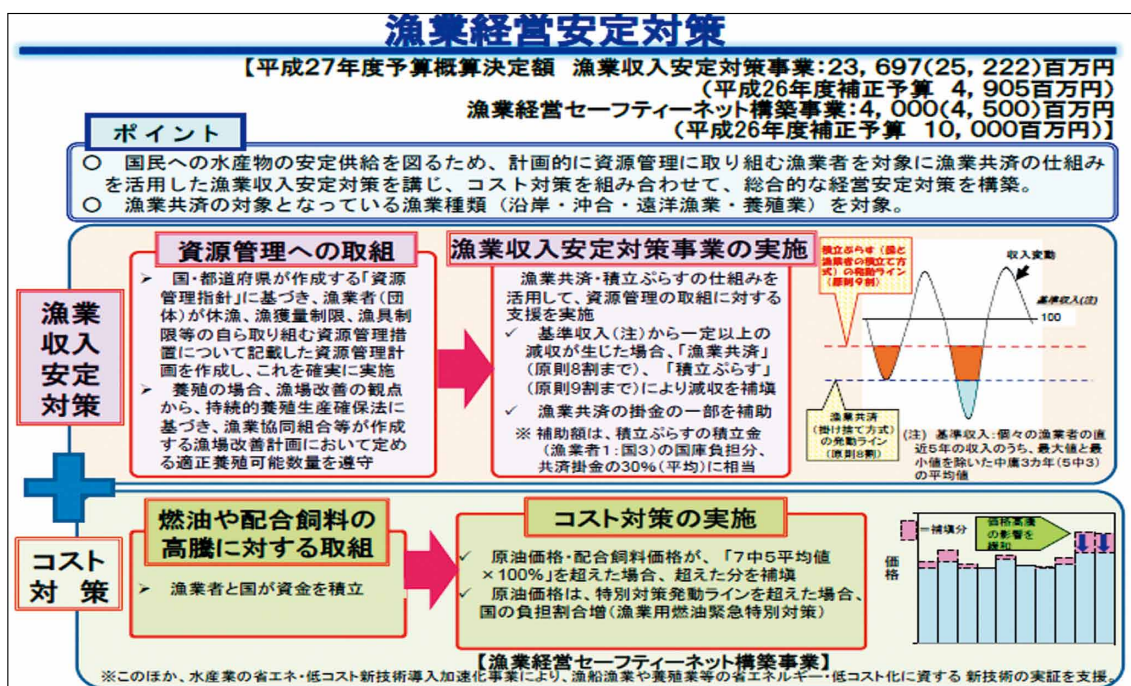 漁業経営安定対策
【平成27年度予算概算決定額 漁業収入安定対策事業：23,697(25,222)百万円
(平成26年度補正予算 4,905百万円)
漁業経営セーフティーネット構築事業：4,000(4,500)百万円
(平成26年度補正予算 10,000百万円)】
ポイント
○ 国民への水産物の安定供給を図るため、計画的に資源管理に取り組む漁業者を対象に漁業共済の仕組み
を活用した漁業収入安定対策を講じ、コスト対策を組み合わせて、総合的な経営安定対策を構築。
○ 漁業共済の対象となっている漁業種類（沿岸・沖合・遠洋漁業・養殖業）を対象。
漁業
収入
安定
対策
資源管理への取組
➢ 国・都道府県が作成する「資源
管理指針」に基づき、漁業者(団
体)が休漁、漁獲量制限、漁具制
限等の自ら取り組む資源管理措
置について記載した資源管理計
画を作成し、これを確実に実施
➢ 養殖の場合、漁場改善の観点
から、持続的養殖生産確保法に
基づき、漁業協同組合等が作成
する漁場改善計画において定め
る適正養殖可能数量を遵守
漁業収入安定対策事業の実施
漁業共済・積立ぷらすの仕組みを
活用して、資源管理の取組に対する
支援を実施
✓ 基準収入(注)から一定以上の
減収が生じた場合、「漁業共済」
(原則8割まで)、「積立ぷらす」
(原則9割まで)により減収を補填
✓ 漁業共済の掛金の一部を補助
※ 補助額は、積立ぷらすの積立金
(漁業者1：国3)の国庫負担分、
共済掛金の30%(平均)に相当
積立ぷらす（国と
漁業者の積立て方
式）の発動ライン
（原則9割）
収入変動
基準収入(注)
100
漁業共済
(掛け捨て方式)
の発動ライン
(原則8割)
(注) 基準収入：個々の漁業者の直
近5年の収入のうち、最大値と最
小値を除いた中庸3カ年(5中3)
の平均値
コスト
対 策
燃油や配合飼料の
高騰に対する取組
➢ 漁業者と国が資金を積立
コスト対策の実施
✓ 原油価格・配合飼料価格が、「7中5平均値
×100%」を超えた場合、超えた分を補填
✓ 原油価格は、特別対策発動ラインを超えた場合、
国の負担割合増(漁業用燃油緊急特別対策)
【漁業経営セーフティーネット構築事業】
＝補填分
価格高騰
の影響を
緩和
価格
※このほか、水産業の省エネ・低コスト新技術導入加速化事業により、漁船漁業や養殖業等の省エネルギー・低コスト化に資する 新技術の実証を支援。